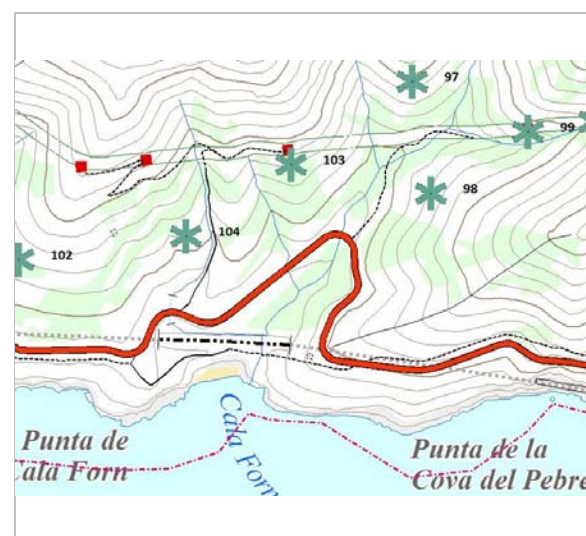 97
99
103
98
104
102
Cala Forn
Punta de
Cala Forn
Punta de la
Cova del Pebre